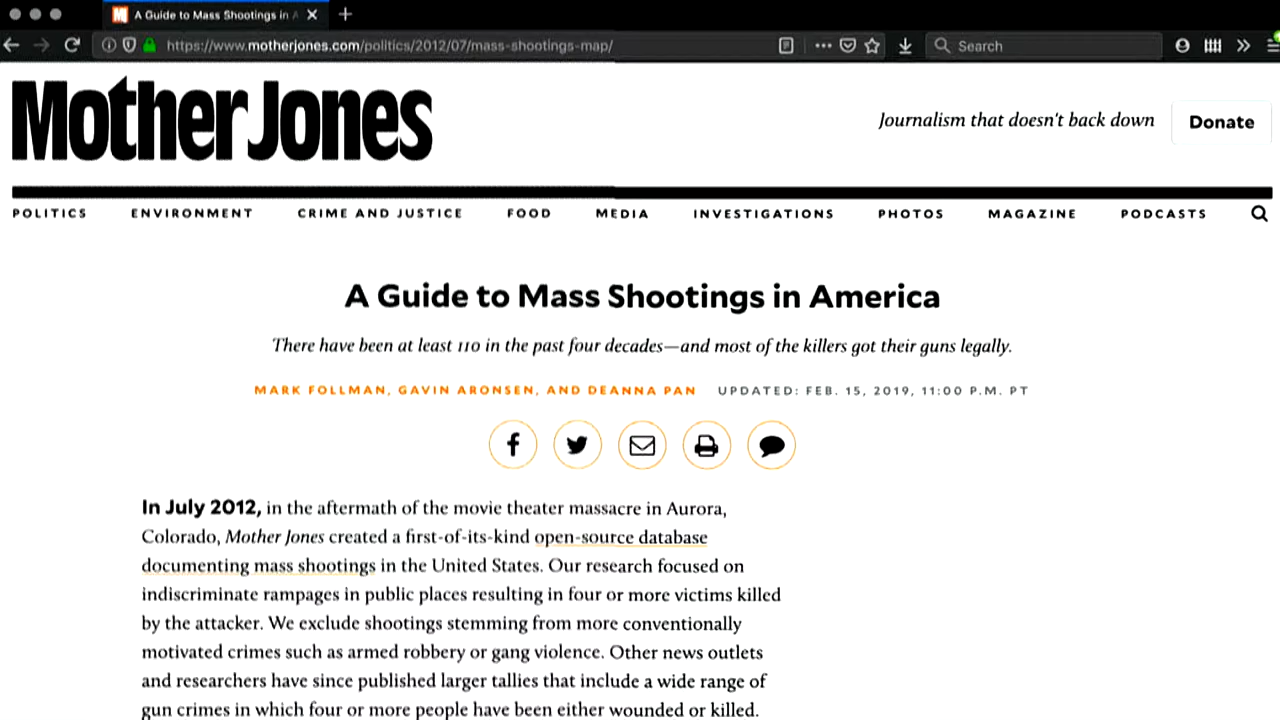 A Guide to Mass Shootings in A
https://www.motherjones.com/politics/2012/07/mass-shootings-map/
Search
Mother Jones
Journalism that doesn't back down
Donate
POLITICS ENVIRONMENT CRIME AND JUSTICE FOOD MEDIA INVESTIGATIONS PHOTOS MAGAZINE PODCASTS
A Guide to Mass Shootings in America
There have been at least 110 in the past four decades—and most of the killers got their guns legally.
MARK FOLLMAN, GAVIN ARONSEN, AND DEANNA PAN UPDATED: FEB. 15, 2019, 11:00 P.M. PT
In July 2012, in the aftermath of the movie theater massacre in Aurora,
Colorado, Mother Jones created a first-of-its-kind open-source database
documenting mass shootings in the United States. Our research focused on
indiscriminate rampages in public places resulting in four or more victims killed
by the attacker. We exclude shootings stemming from more conventionally
motivated crimes such as armed robbery or gang violence. Other news outlets
and researchers have since published larger tallies that include a wide range of
gun crimes in which four or more people have been either wounded or killed.